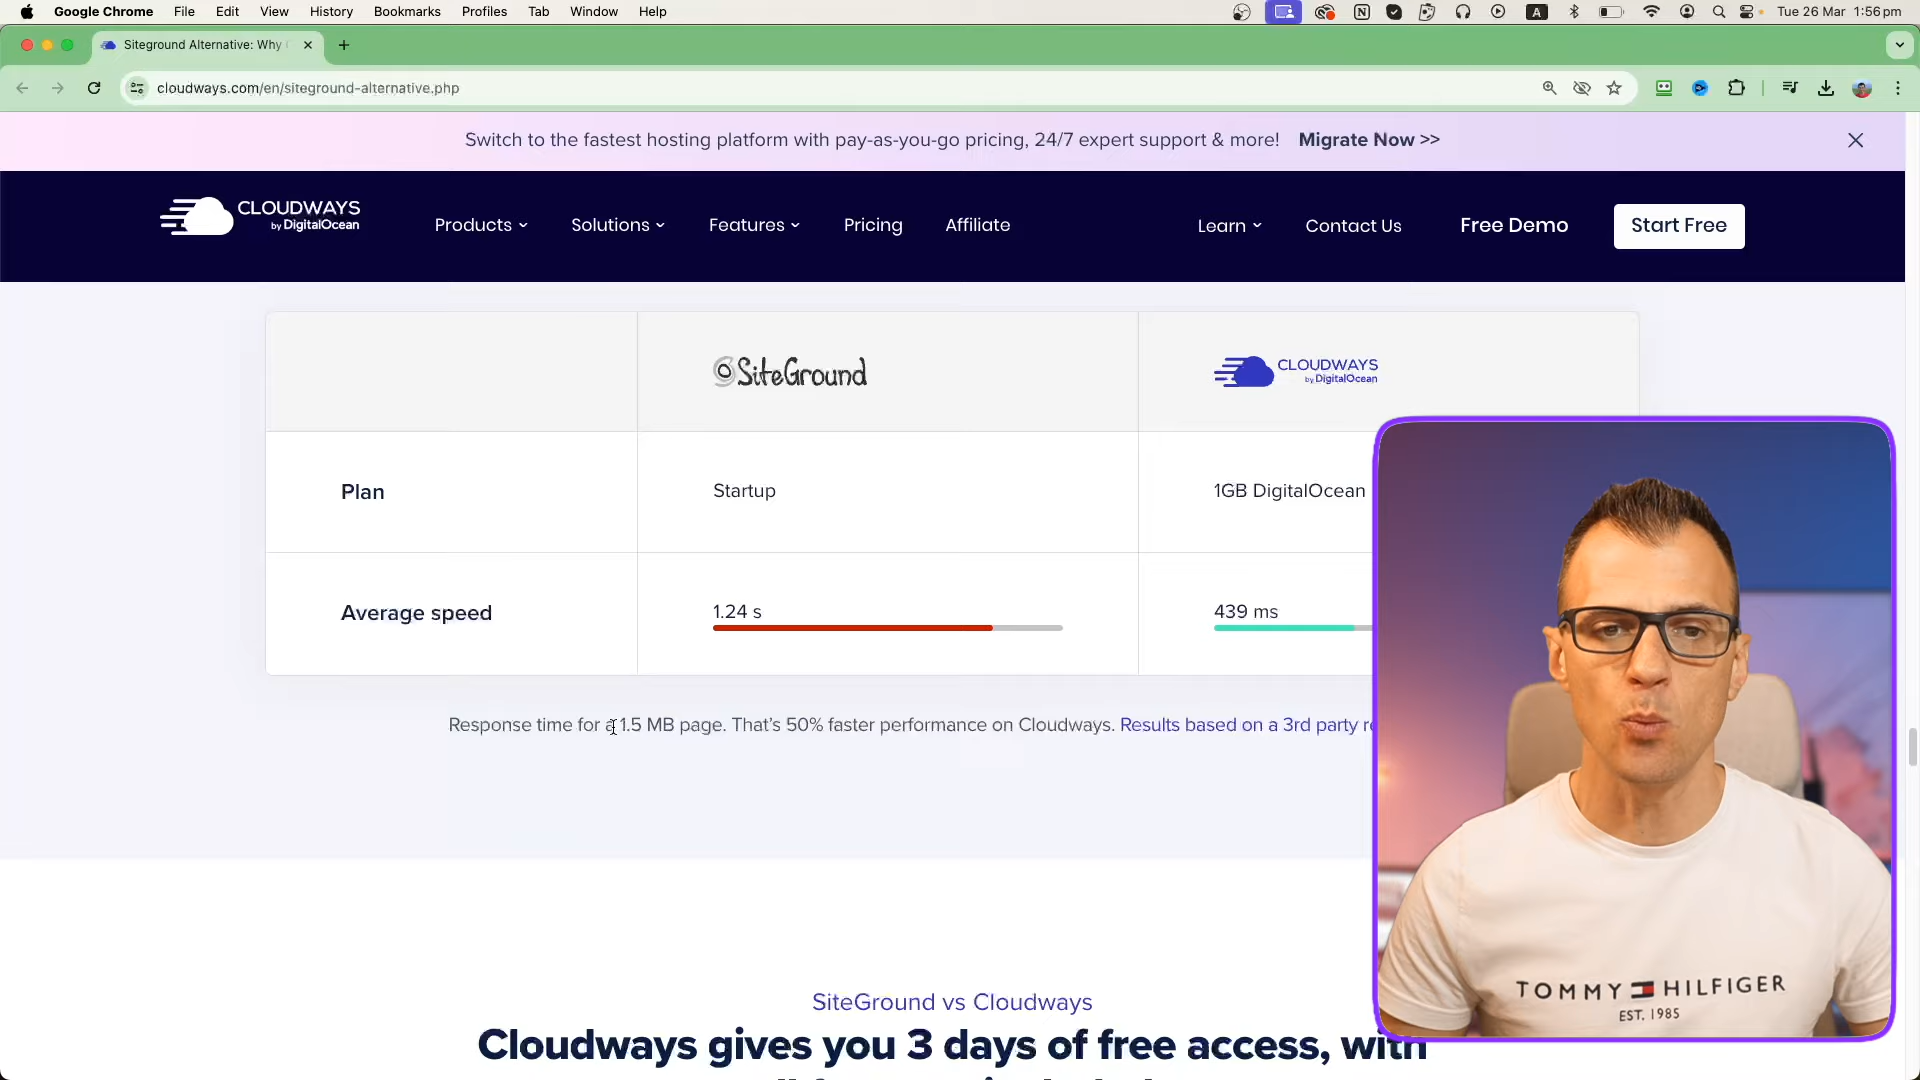 Google Chrome File Edit View History Bookmarks Profiles Tab Window Help
A
Tue 26 Mar 1:56 pm
Siteground Alternative: Why
cloudways.com/en/siteground-alternative.php
Switch to the fastest hosting platform with pay-as-you-go pricing, 24/7 expert support & more! Migrate Now >>
CLOUDWAYS
by DigitalOcean
Products Solutions Features Pricing Affiliate Learn Contact Us Free Demo Start Free
SiteGround
CLOUDWAYS
by DigitalOcean
Plan Startup 1GB DigitalOcean
Average speed 1.24 s 439 ms
Response time for a 1.5 MB page. That's 50% faster performance on Cloudways. Results based on a 3rd party re
TOMMY HILFIGER
EST. 1985
SiteGround vs Cloudways
Cloudways gives you 3 days of free access, with